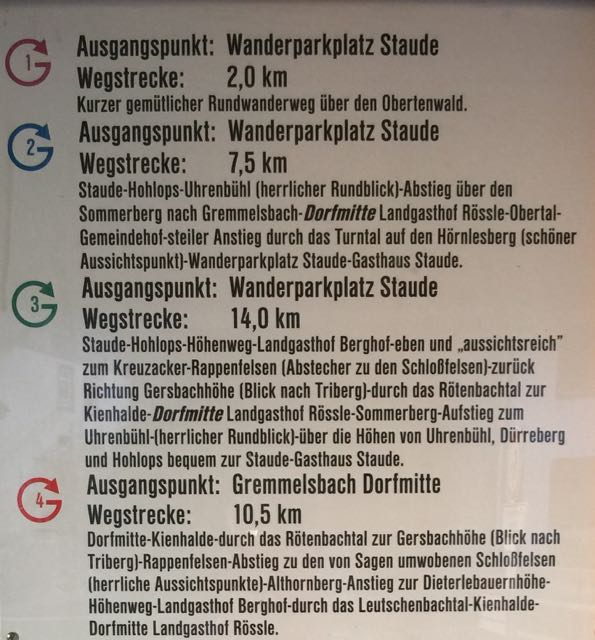 1 Ausgangspunkt: Wanderparkplatz Staude
Wegstrecke: 2,0 km
Kurzer gemütlicher Rundwanderweg über den Obertenwald.
2 Ausgangspunkt: Wanderparkplatz Staude
Wegstrecke: 7,5 km
Staude-Hohlops-Uhrenbühl (herrlicher Rundblick)-Abstieg über den
Sommerberg nach Gremmelsbach-Dorfmitte Landgasthof Rössle-Obertal-
Gemeindehof-steiler Anstieg durch das Turntal auf den Hörnlesberg (schöner
Aussichtspunkt)-Wanderparkplatz Staude-Gasthaus Staude.
3 Ausgangspunkt: Wanderparkplatz Staude
Wegstrecke: 14,0 km
Staude-Hohlops-Höhenweg-Landgasthof Berghof-eben und „aussichtsreich”
zum Kreuzacker-Rappenfelsen (Abstecher zu den Schloßfelsen)-zurück
Richtung Gersbachhöhe (Blick nach Triberg)-durch das Rötenbachtal zur
Kienhalde-Dorfmitte Landgasthof Rössle-Sommerberg-Aufstieg zum
Uhrenbühl-(herrlicher Rundblick)-über die Höhen von Uhrenbühl, Dürreberg
und Hohlops bequem zur Staude-Gasthaus Staude.
4 Ausgangspunkt: Gremmelsbach Dorfmitte
Wegstrecke: 10,5 km
Dorfmitte-Kienhalde-durch das Rötenbachtal zur Gersbachhöhe (Blick nach
Triberg)-Rappenfelsen-Abstieg zu den von Sagen umwobenen Schloßfelsen
(herrliche Aussichtspunkte)-Althornberg-Anstieg zur Dieterlebauernhöhe-
Höhenweg-Landgasthof Berghof-durch das Leutschenbachtal-Kienhalde-
Dorfmitte Landgasthof Rössle.